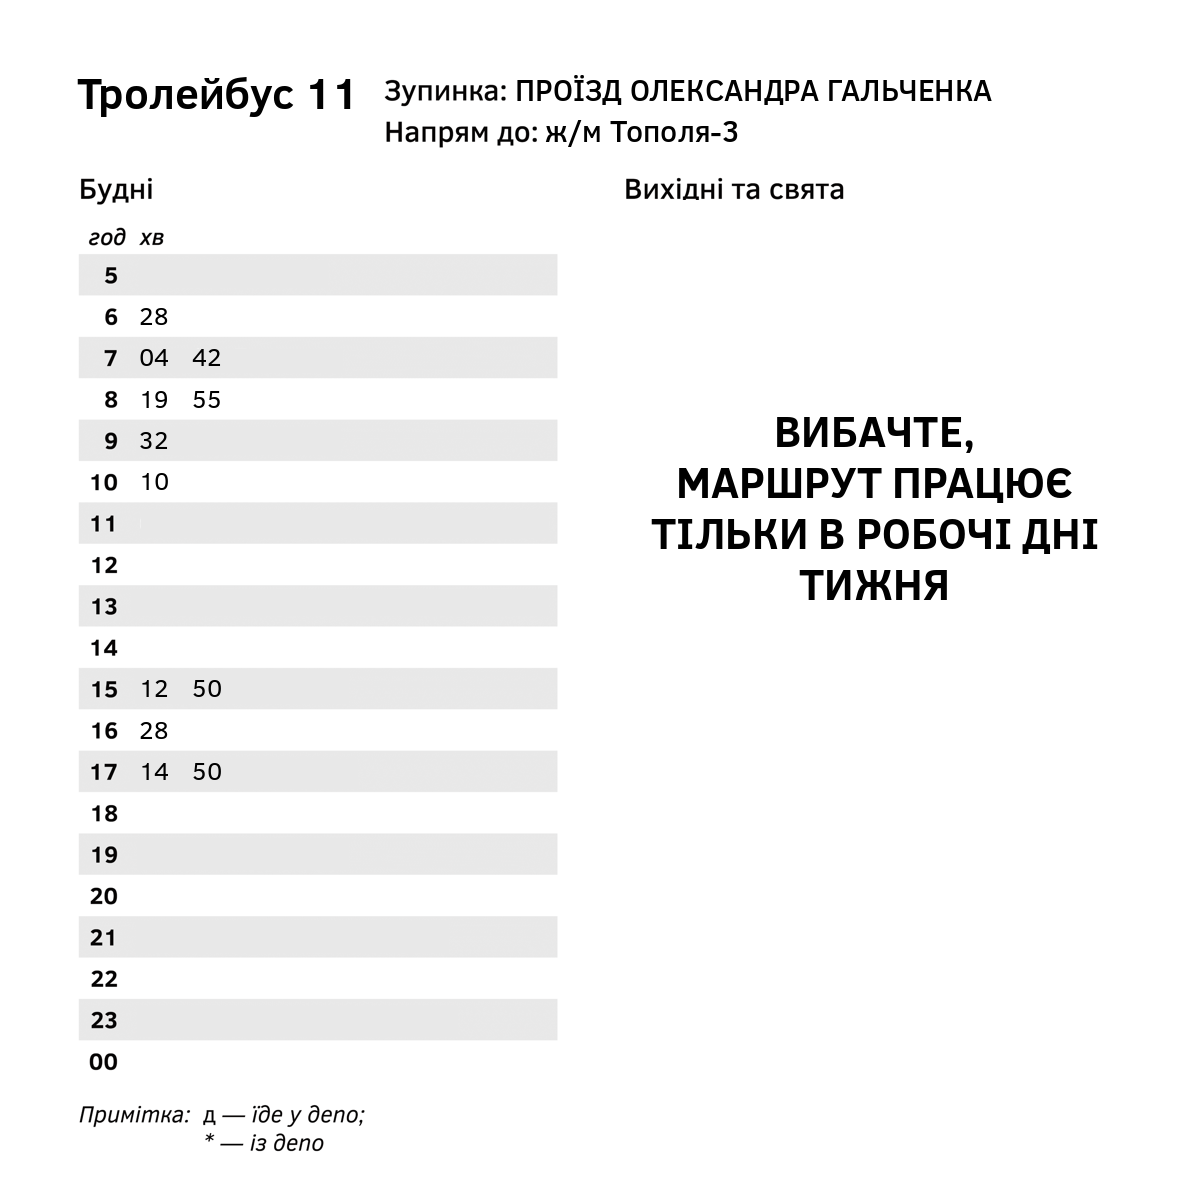 Тролейбус 11
Зупинка: ПРОЇЗД ОЛЕКСАНДРА ГАЛЬЧЕНКА
Напрям до: ж/м Тополя-3
Будні
год хв
5
6 28
7 04 42
8 19 55
9 32
10 10
11
12
13
14
15 12 50
16 28
17 14 50
18
19
20
21
22
23
00
Примітка: д — їде у депо;
* — із депо
Вихідні та свята
ВИБАЧТЕ,
МАРШРУТ ПРАЦЮЄ
ТІЛЬКИ В РОБОЧІ ДНІ
ТИЖНЯ